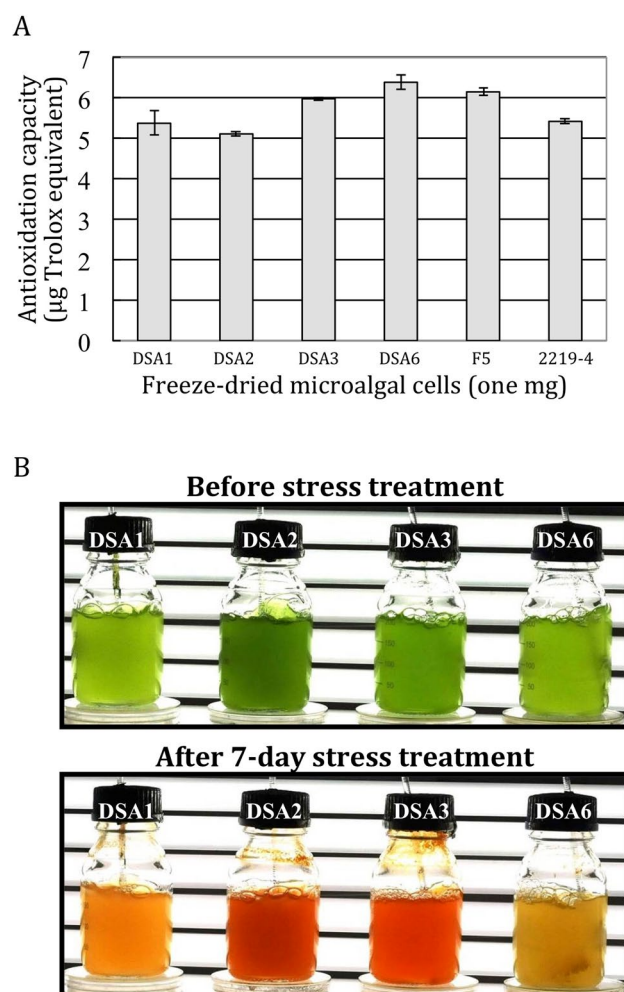 A
Antioxidation capacity
(μg Trolox equivalent)
7
6
5
4
3
2
1
0
DSA1 DSA2 DSA3 DSA6 F5 2219-4
Freeze-dried microalgal cells (one mg)
B
Before stress treatment
DSA1 DSA2 DSA3 DSA6
After 7-day stress treatment
DSA1 DSA2 DSA3 DSA6